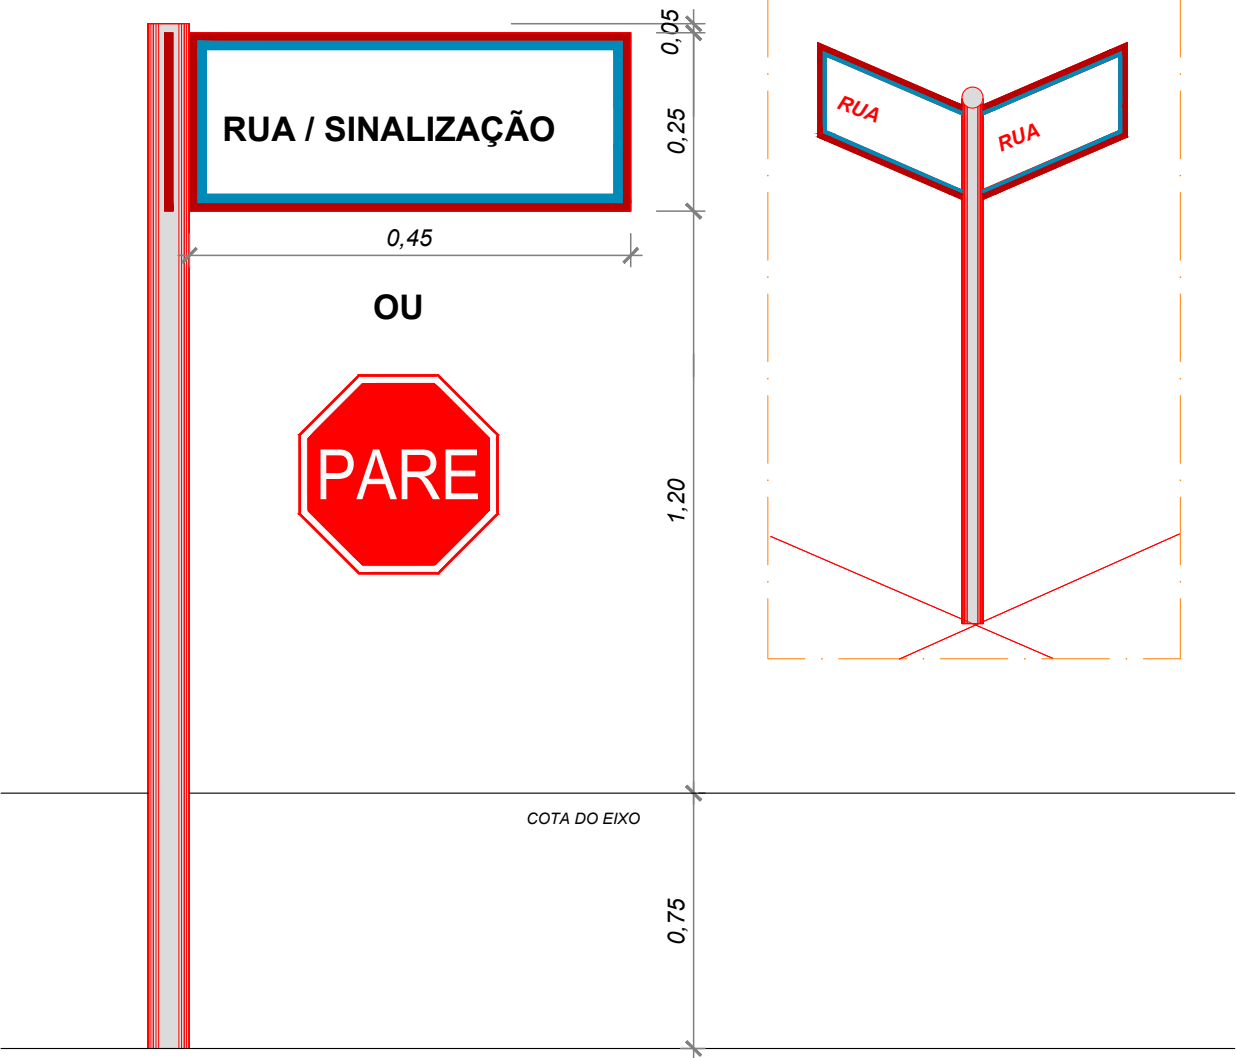 0,05
RUA / SINALIZAÇÃO
0,25
RUA
RUA
0,45
OU
PARE
1,20
COTA DO EIXO
0,75